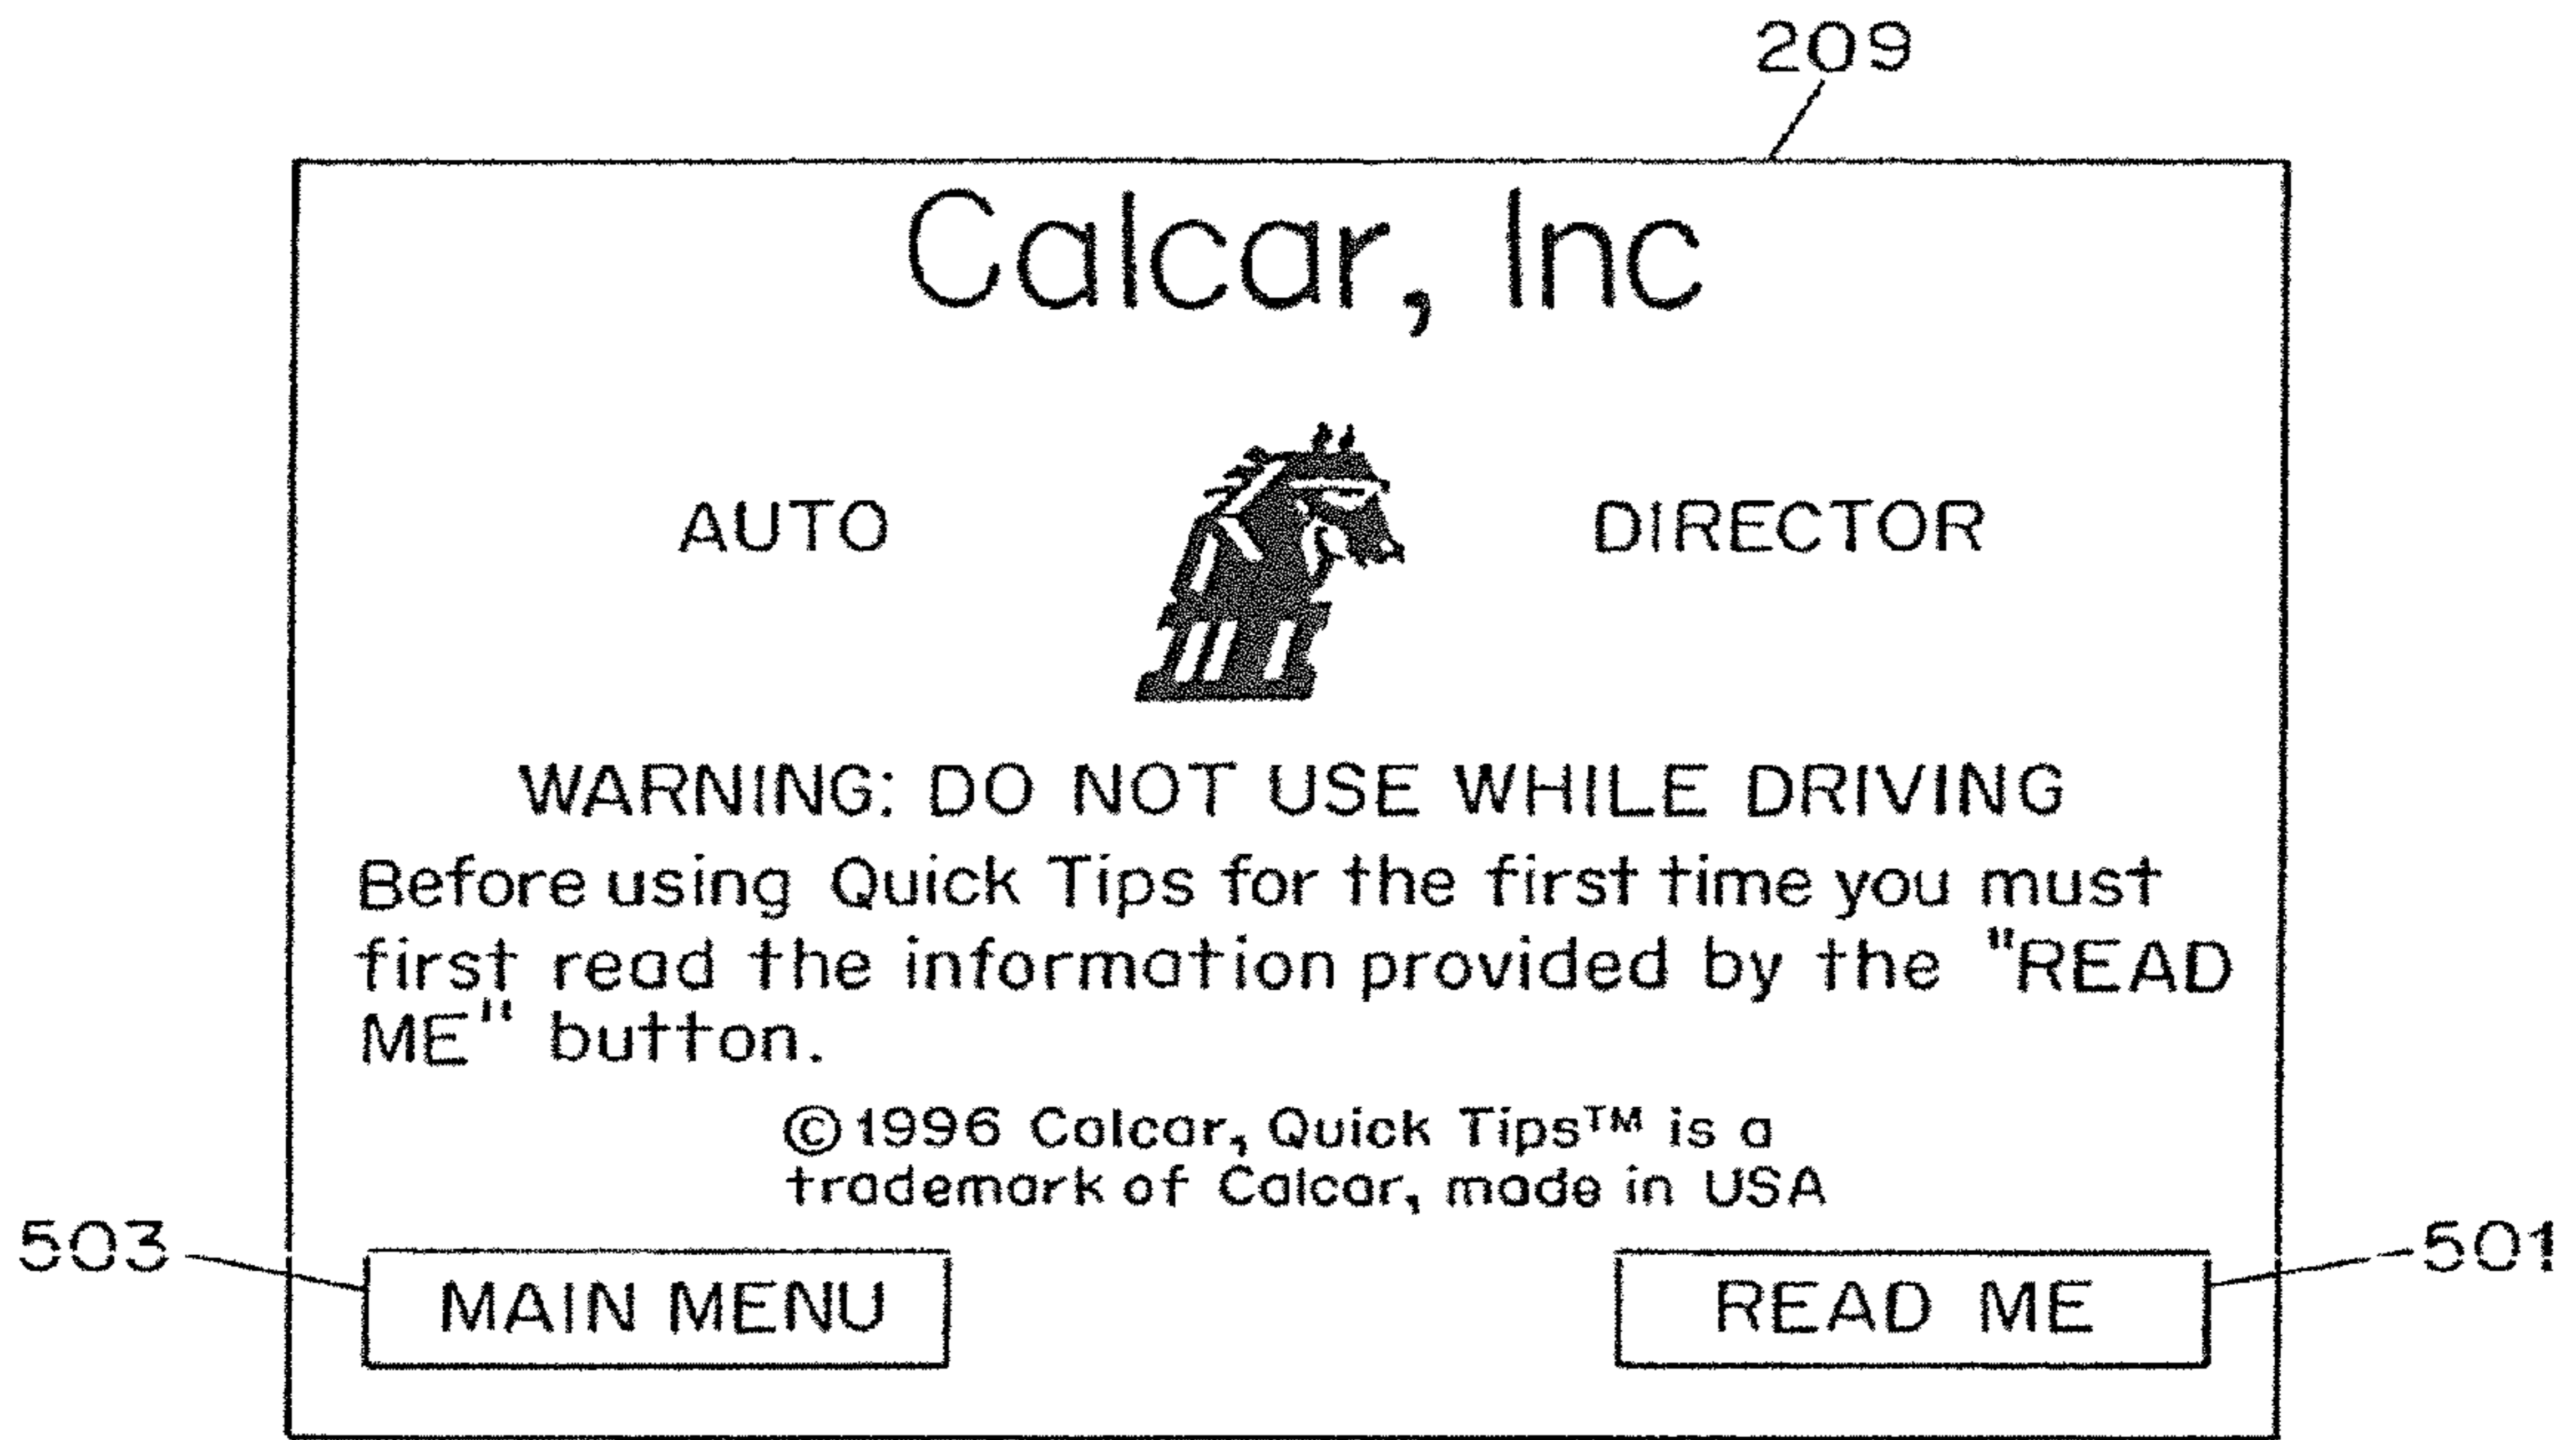 209
Calcar, Inc
AUTO DIRECTOR
WARNING: DO NOT USE WHILE DRIVING
Before using Quick Tips for the first time you must
first read the information provided by the "READ
ME" button.
©1996 Calcar, Quick Tips™ is a
trademark of Calcar, made in USA
503 MAIN MENU READ ME 501